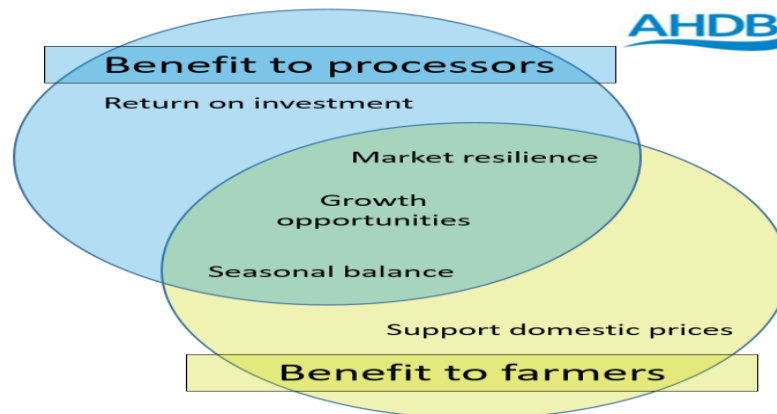 AHDB
Benefit to processors
Return on investment
Market resilience
Growth
opportunities
Seasonal balance
Support domestic prices
Benefit to farmers